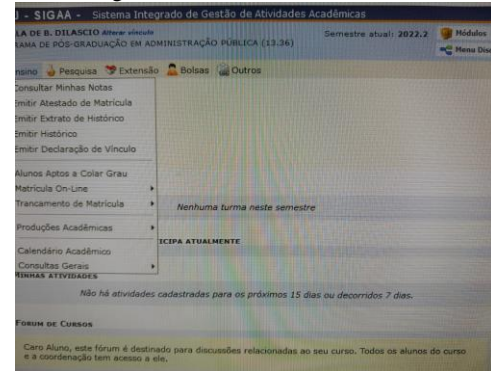 - SIGAA - Sistema Integrado de Gestão de Atividades Acadêmicas
LA DE B. DILASCIO Alterar vínculo
Semestre atual: 2022.2
Módulos
RAMA DE PÓS-GRADUAÇÃO EM ADMINISTRAÇÃO PÚBLICA (13.36)
Menu Disc
nsino Pesquisa Extensão Bolsas Outros
Consultar Minhas Notas
Emitir Atestado de Matrícula
Emitir Extrato de Histórico
Emitir Histórico
Emitir Declaração de Vínculo
Alunos Aptos a Colar Grau
Matrícula On-Line
Trancamento de Matrícula
Nenhuma turma neste semestre
Produções Acadêmicas
ICIPA ATUALMENTE
Calendário Acadêmico
Consultas Gerais
MINHAS ATIVIDADES
Não há atividades cadastradas para os próximos 15 dias ou decorridos 7 dias.
FORUM DE CURSOS
Caro Aluno, este fórum é destinado para discussões relacionadas ao seu curso. Todos os alunos do curso
e a coordenação tem acesso a ele.